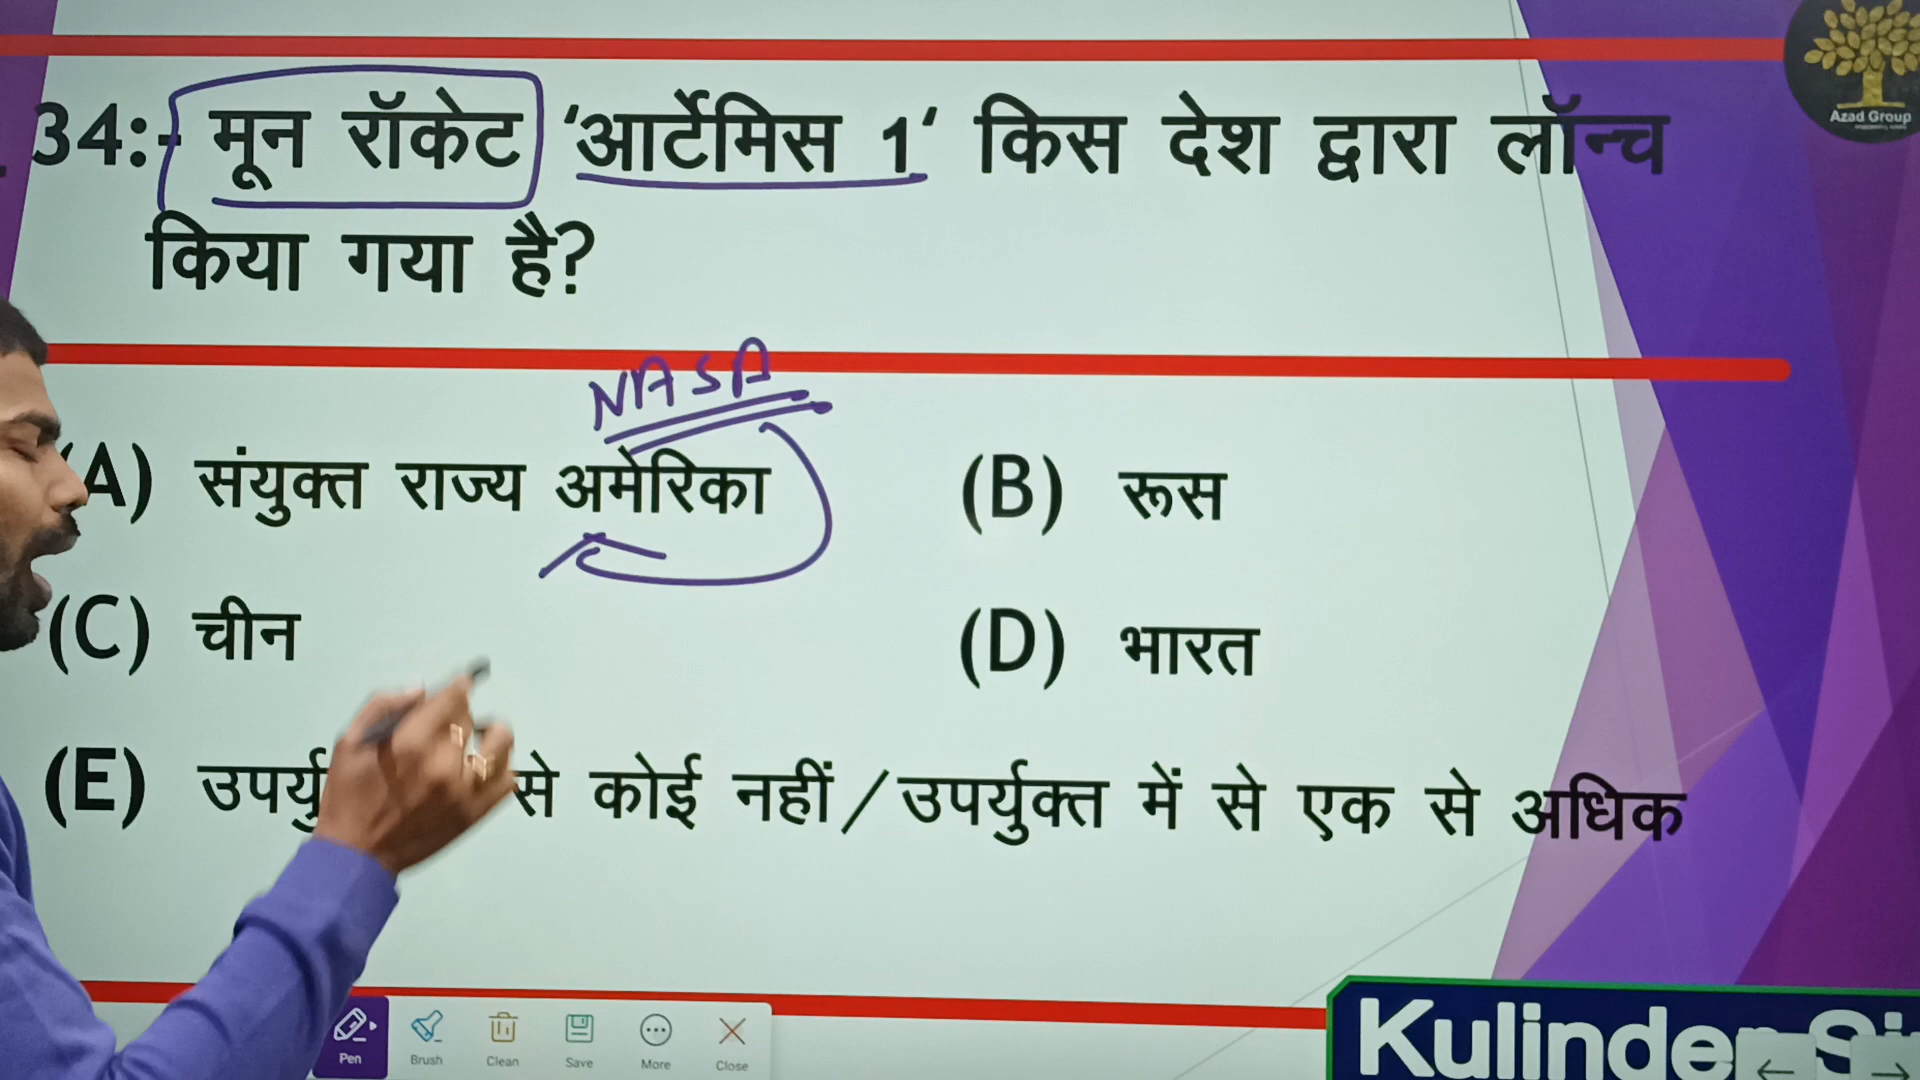 Azad Group
34:- मून रॉकेट ‘आर्टेमिस 1‘ किस देश द्वारा लॉन्च
किया गया है?
NASA
(A) संयुक्त राज्य अमेरिका
(B) रूस
(C) चीन
(D) भारत
(E) से कोई नहीं/उपर्युक्त में से एक से अधिक
Pen
Brush
Clean
Save
More
Close
Kulinder